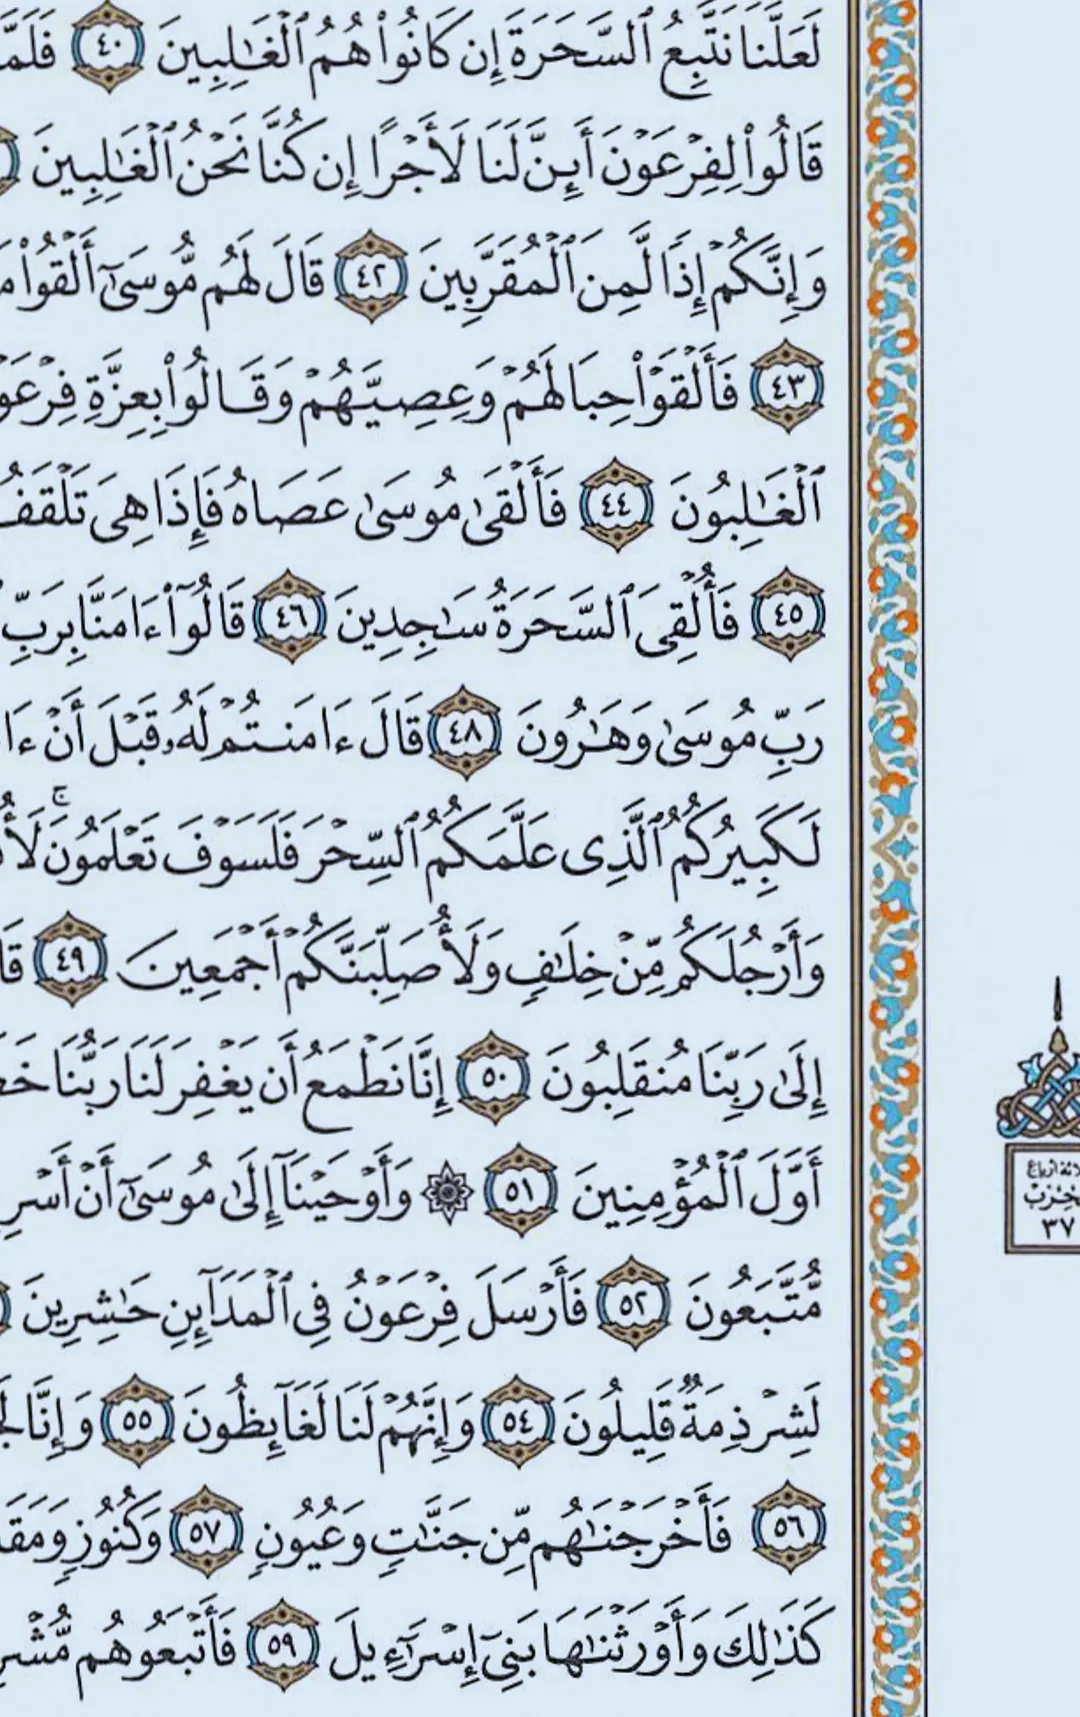 لَعَلَّنَا نَتَّبِعُ ٱلسَّحَرَةَ إِن كَانُوا۟ هُمُ ٱلْغَـٰلِبِينَ ٤٠
قَالُوا۟ لِفِرْعَوْنَ أَئِنَّ لَنَا لَأَجْرًا إِن كُنَّا نَحْنُ ٱلْغَـٰلِبِينَ
وَإِنَّكُمْ إِذًا لَّمِنَ ٱلْمُقَرَّبِينَ ٤٢ قَالَ لَهُم مُّوسَىٰٓ أَلْقُوا۟
٤٣ فَأَلْقَوْا۟ حِبَالَهُمْ وَعِصِيَّهُمْ وَقَالُوا۟ بِعِزَّةِ
ٱلْغَـٰلِبُونَ ٤٤ فَأَلْقَىٰ مُوسَىٰ عَصَاهُ فَإِذَا هِىَ تَلْقَفُ
٤٥ فَأُلْقِىَ ٱلسَّحَرَةُ سَـٰجِدِينَ ٤٦ قَالُوٓا۟ ءَامَنَّا بِرَبِّ
رَبِّ مُوسَىٰ وَهَـٰرُونَ ٤٨ قَالَ ءَامَنتُمْ لَهُۥ قَبْلَ أَنْ
لَكَبِيرُكُمُ ٱلَّذِى عَلَّمَكُمُ ٱلسِّحْرَ فَلَسَوْفَ تَعْلَمُونَ ۚ
وَأَرْجُلَكُم مِّنْ خِلَـٰفٍ وَلَأُصَلِّبَنَّكُمْ أَجْمَعِينَ ٤٩
إِلَىٰ رَبِّنَا مُنقَلِبُونَ ٥٠ إِنَّا نَطْمَعُ أَن يَغْفِرَ لَنَا رَبُّنَا
أَوَّلَ ٱلْمُؤْمِنِينَ ٥١ ۞ وَأَوْحَيْنَآ إِلَىٰ مُوسَىٰٓ أَنْ أَسْرِ
مُّتَّبَعُونَ ٥٢ فَأَرْسَلَ فِرْعَوْنُ فِى ٱلْمَدَآئِنِ حَـٰشِرِينَ
لَشِرْذِمَةٌ قَلِيلُونَ ٥٤ وَإِنَّهُمْ لَنَا لَغَآئِظُونَ ٥٥ وَإِنَّا
٥٦ فَأَخْرَجْنَـٰهُم مِّن جَنَّـٰتٍ وَعُيُونٍ ٥٧ وَكُنُوزٍ
كَذَٰلِكَ وَأَوْرَثْنَـٰهَا بَنِىٓ إِسْرَٰٓءِيلَ ٥٩ فَأَتْبَعُوهُم
أرباع
٣٧